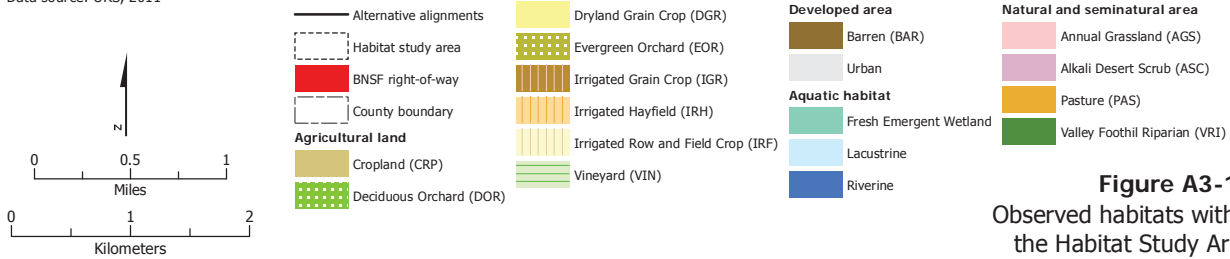 Data source: URS, 2011
N
0 0.5 1
Miles
0 1 2
Kilometers
Alternative alignments
Habitat study area
BNSF right-of-way
County boundary
Agricultural land
Cropland (CRP)
Deciduous Orchard (DOR)
Dryland Grain Crop (DGR)
Evergreen Orchard (EOR)
Irrigated Grain Crop (IGR)
Irrigated Hayfield (IRH)
Irrigated Row and Field Crop (IRF)
Vineyard (VIN)
Developed area
Barren (BAR)
Urban
Aquatic habitat
Fresh Emergent Wetland
Lacustrine
Riverine
Natural and seminatural area
Annual Grassland (AGS)
Alkali Desert Scrub (ASC)
Pasture (PAS)
Valley Foothil Riparian (VRI)
Figure A3-1
Observed habitats with
the Habitat Study Ar